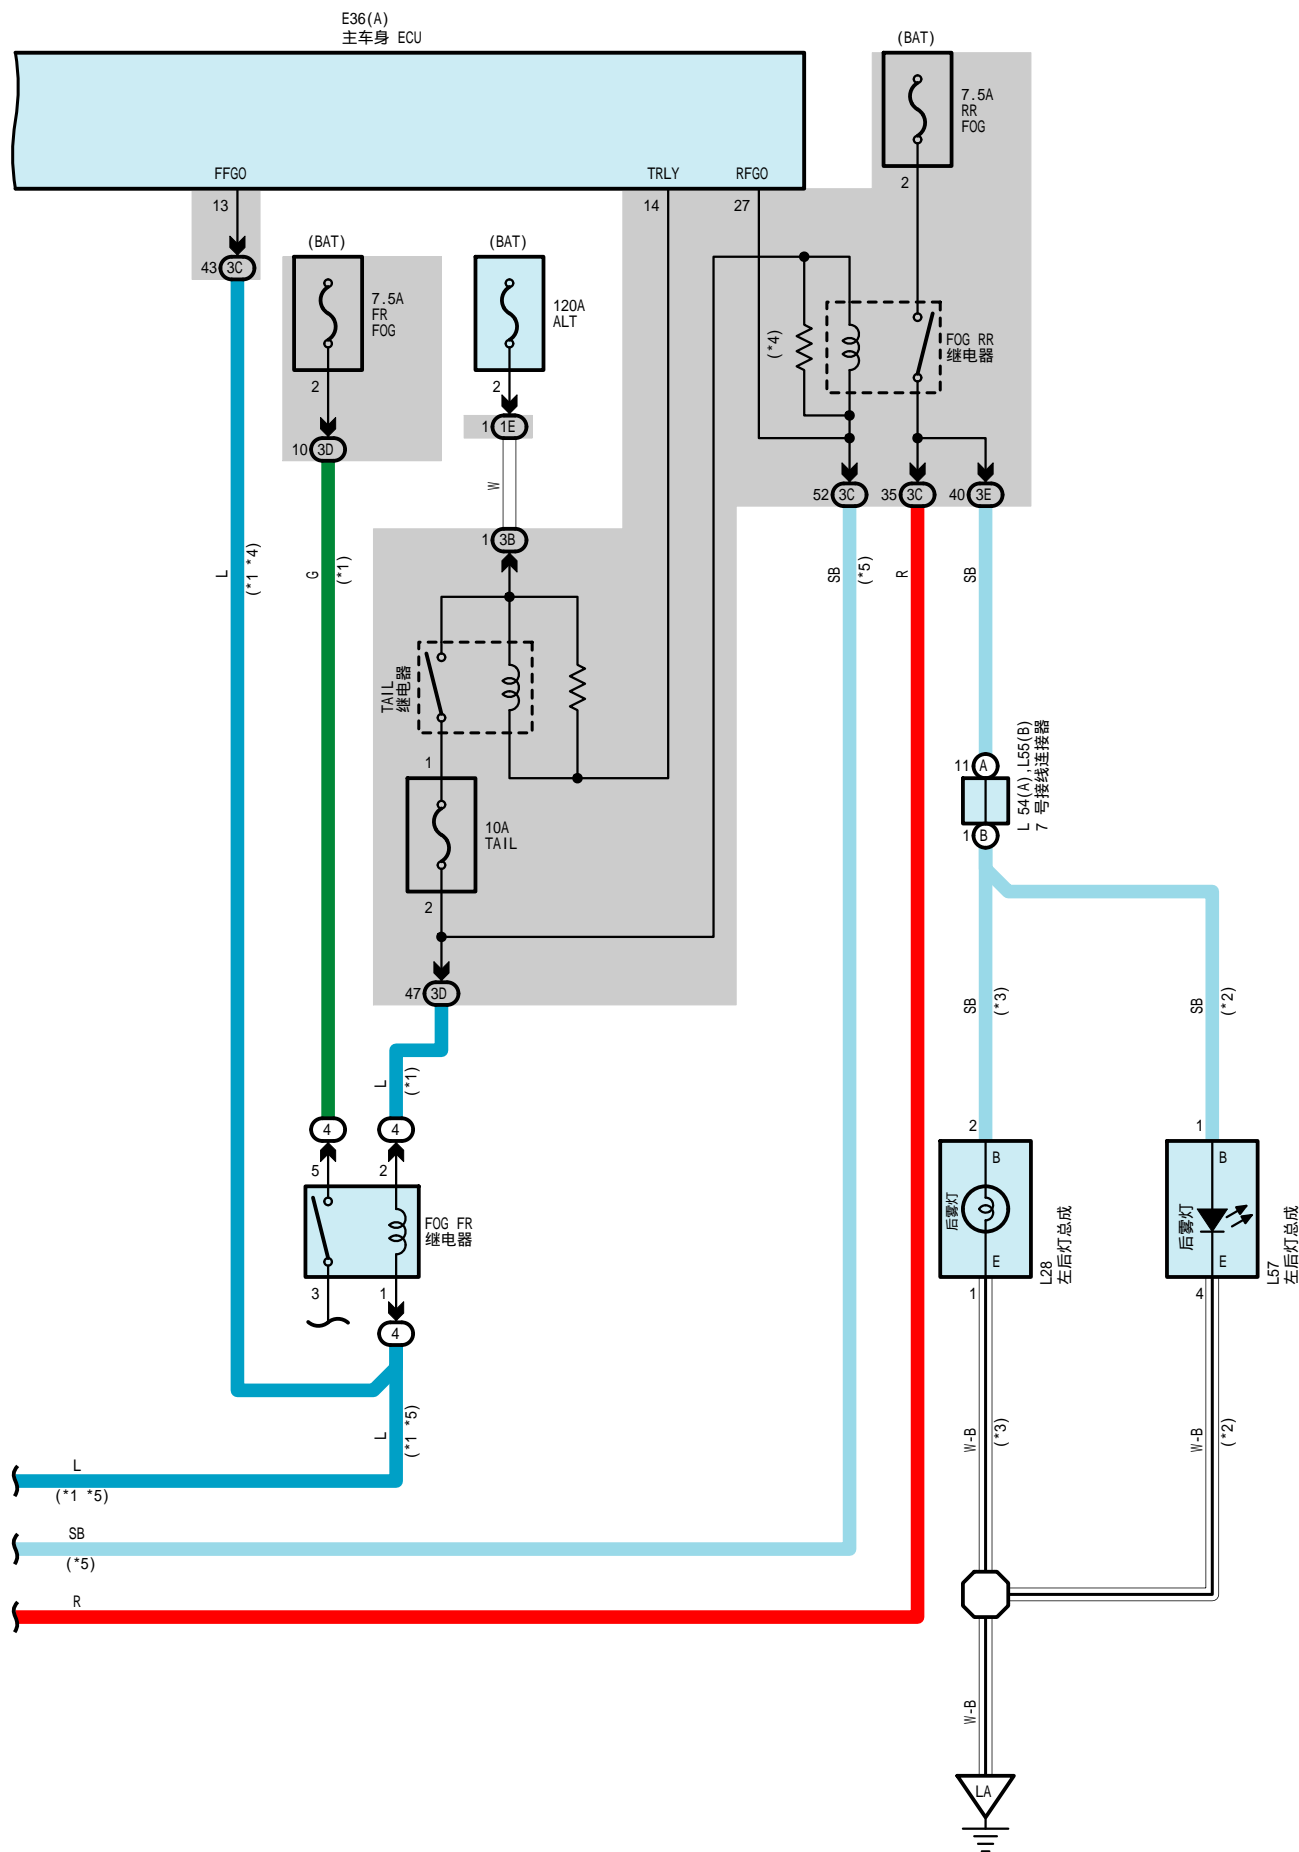 E36(A)
主车身 ECU
(BAT)
7.5A
RR
FOG
FFGO
TRLY
RFGO
2
13
14
27
43
3C
(BAT)
(BAT)
7.5A
FR
FOG
120A
ALT
(*4)
FOG RR
继电器
2
2
1
1E
10
3D
W
52
3C
35
3C
40
3E
1
3B
L
(*1 *4)
G
(*1)
SB
(*5)
R
SB
TAIL
继电器
1
10A
TAIL
2
11
A
1
B
L 54(A),L55(B)
7 号接线连接器
47
3D
SB
(*3)
SB
(*2)
L
(*1)
4
4
5
2
FOG FR
继电器
3
1
4
2
B
后雾灯
E
1
L28
左后灯总成
1
B
后雾灯
E
4
L57
左后灯总成
L
(*1 *5)
W-B
(*3)
W-B
(*2)
L
(*1 *5)
SB
(*5)
R
W-B
LA